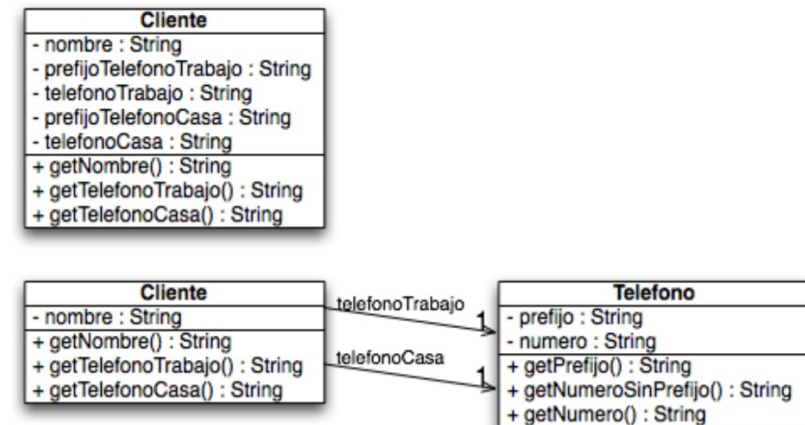 Cliente
- nombre : String
- prefijoTelefonoTrabajo : String
- telefonoTrabajo : String
- prefijoTelefonoCasa : String
- telefonoCasa : String
+ getNombre() : String
+ getTelefonoTrabajo() : String
+ getTelefonoCasa() : String
Cliente
- nombre : String
+ getNombre() : String
+ getTelefonoTrabajo() : String
+ getTelefonoCasa() : String
telefonoTrabajo
1
telefonoCasa
1
Telefono
- prefijo : String
- numero : String
+ getPrefijo() : String
+ getNumeroSinPrefijo() : String
+ getNumero() : String